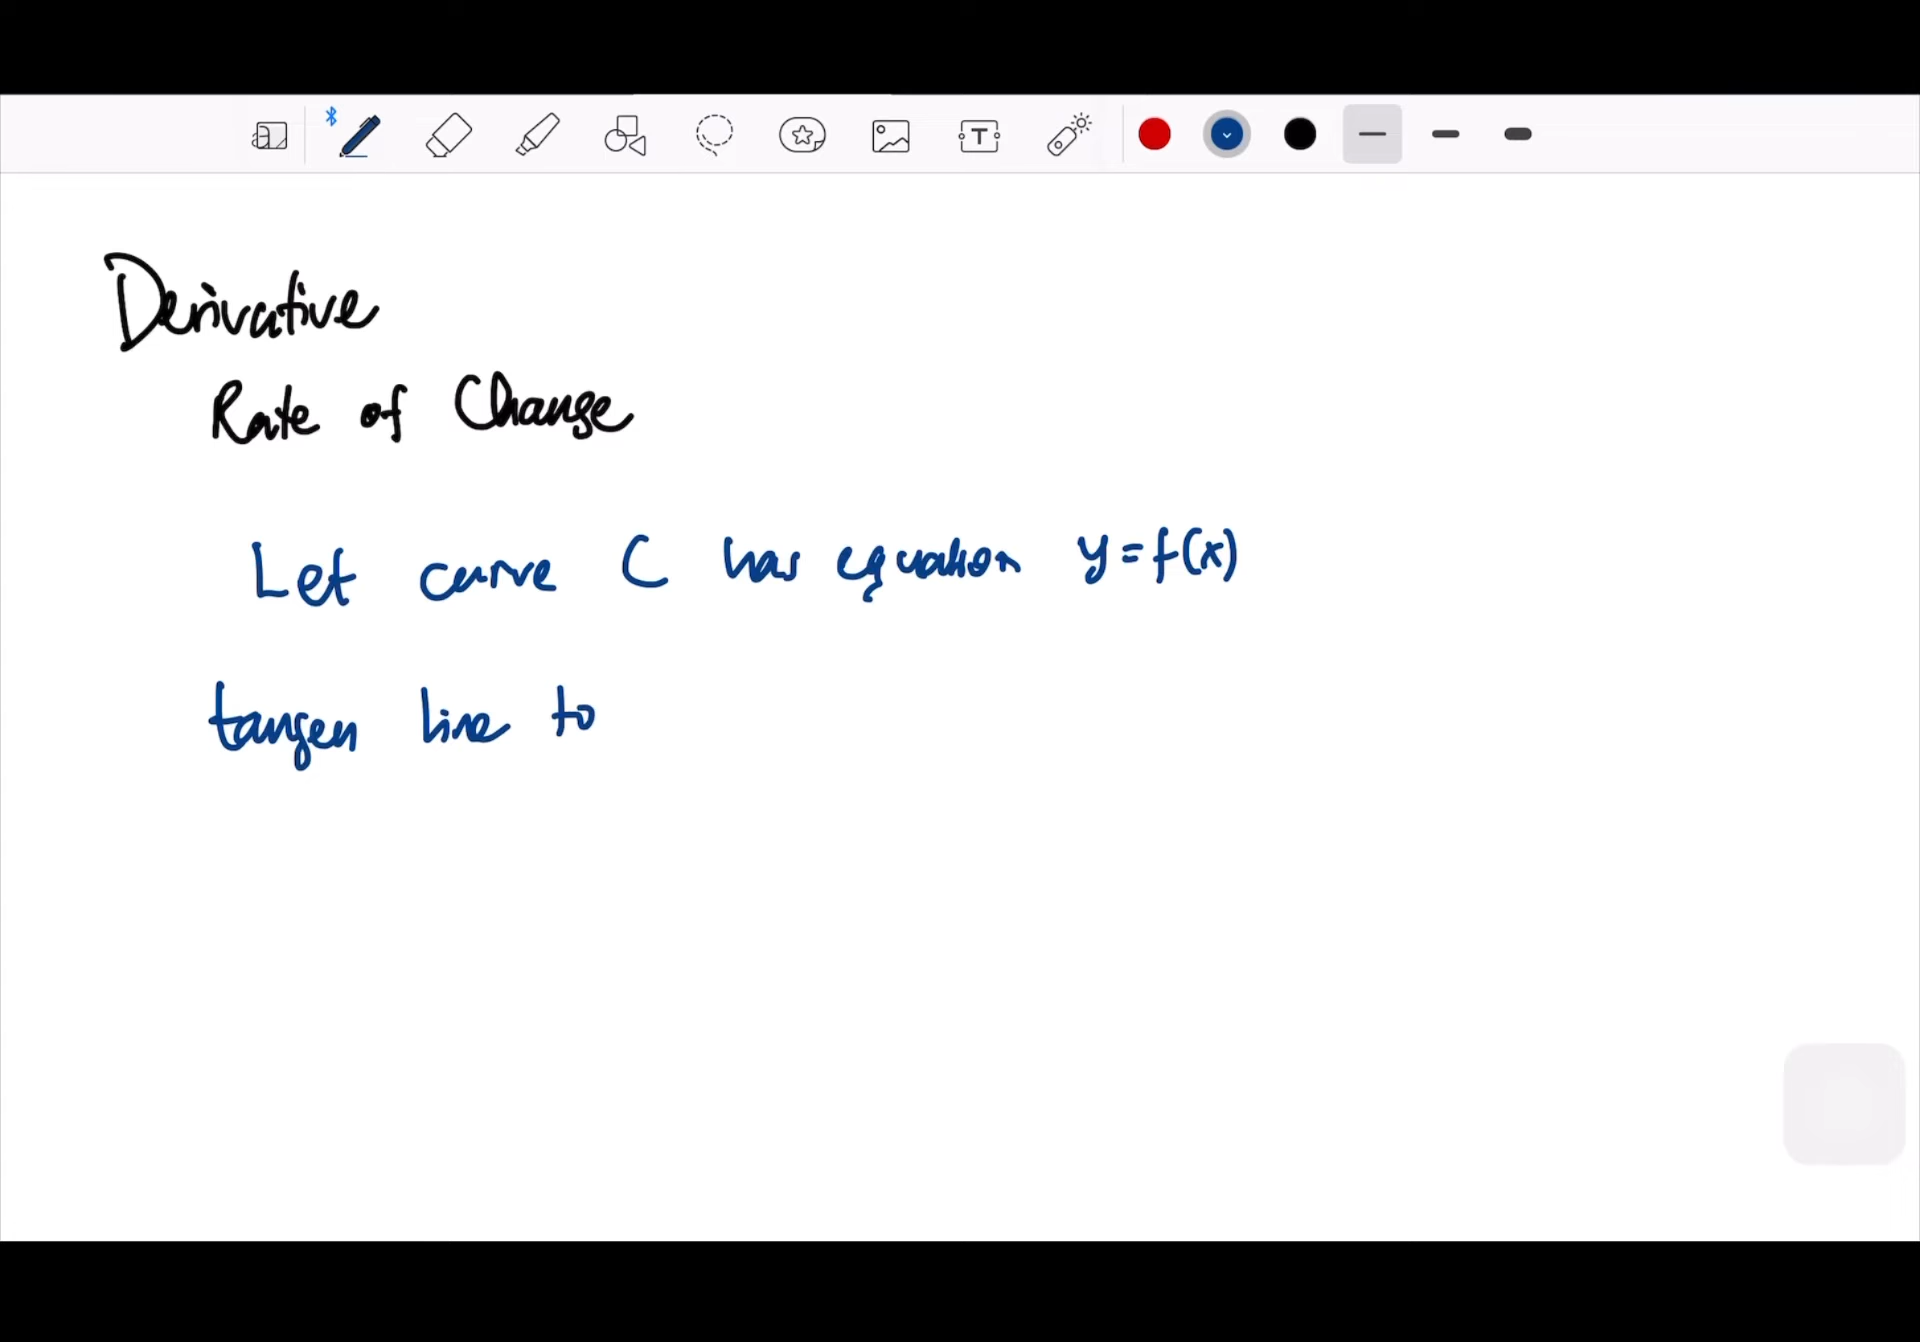 Derivative
Rate of Change
Let curve C has equation y=f(x)
tangen line to